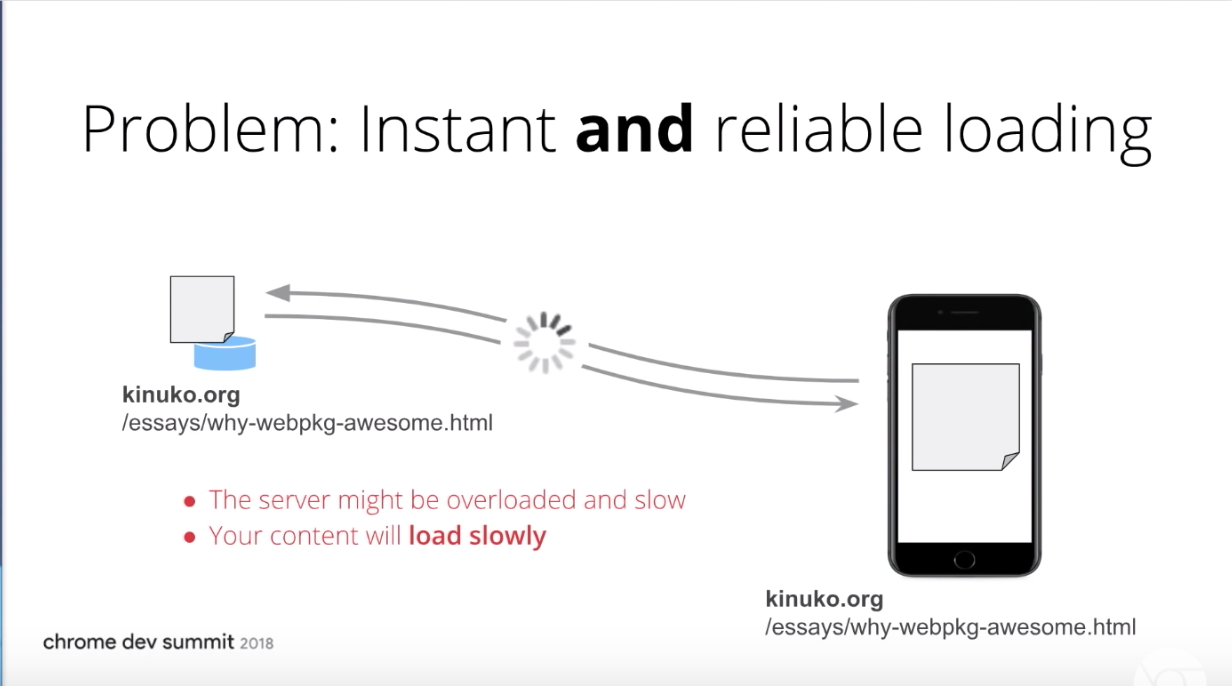 Problem: Instant and reliable loading
kinuko.org
/essays/why-webpkg-awesome.html
● The server might be overloaded and slow
● Your content will load slowly
kinuko.org
/essays/why-webpkg-awesome.html
chrome dev summit 2018